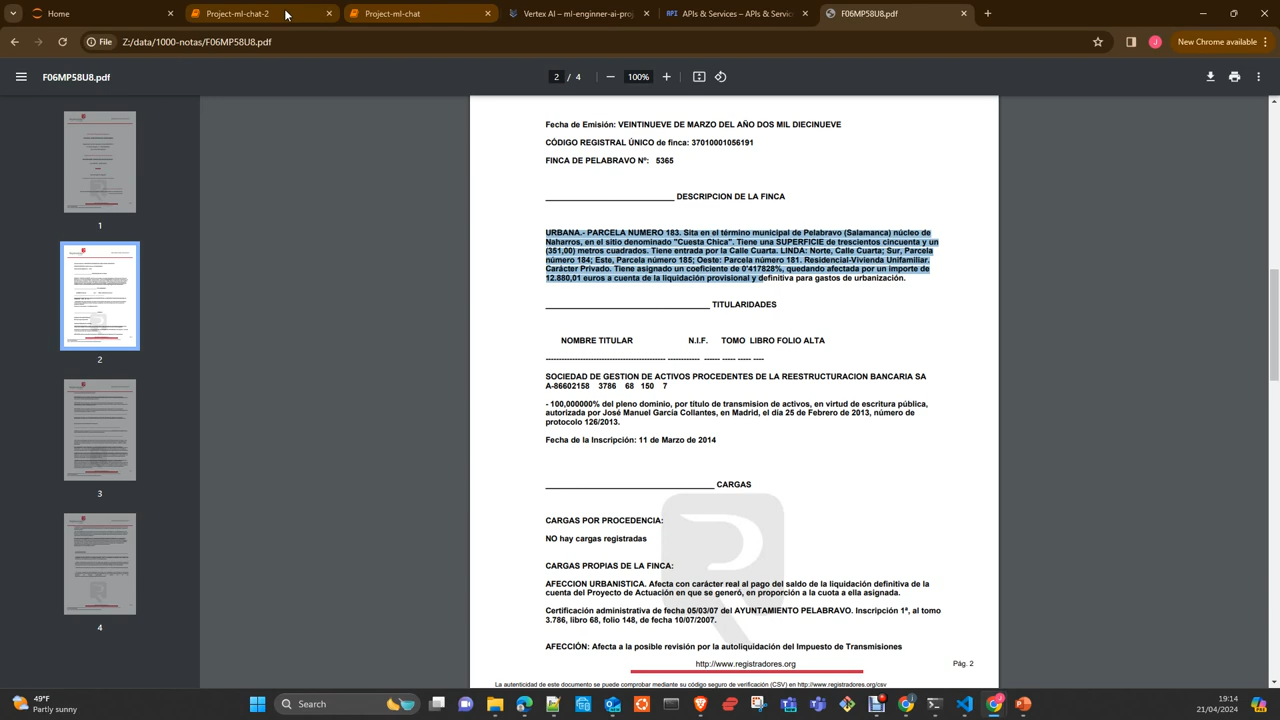 Home
Project-ml-chat-2
Project-ml-chat
Vertex AI – ml-engineer-ai-proj
APIs & Services – ml-engineer-
F06MP58U8.pdf
File Z:/data/1000-notas/F06MP58U8.pdf
New Chrome available
F06MP58U8.pdf
2 / 4
100%
1
2
3
4
Fecha de Emisión: VEINTINUEVE DE MARZO DEL AÑO DOS MIL DIECINUEVE
CÓDIGO REGISTRAL ÚNICO de finca: 37010001056191
FINCA DE PELABRAVO Nº: 5365
DESCRIPCION DE LA FINCA
URBANA.- PARCELA NUMERO 183. Sita en el término municipal de Pelabravo (Salamanca) núcleo de
Naharros, en el sitio denominado "Cuesta Chica". Tiene una SUPERFICIE de trescientos cincuenta y un
(351,00) metros cuadrados. Tiene entrada por la Calle Cuarta. LINDA: Norte, Calle Cuarta; Sur, Parcela
número 184; Este, Parcela número 185; Oeste: Parcela número 181. Residencial-Vivienda Unifamiliar.
Carácter Privado. Tiene asignado un coeficiente de 0'417828%, quedando afectada por un importe de
12.880,01 euros a cuenta de la liquidación provisional y definitiva para gastos de urbanización.
TITULARIDADES
NOMBRE TITULAR N.I.F. TOMO LIBRO FOLIO ALTA
SOCIEDAD DE GESTION DE ACTIVOS PROCEDENTES DE LA REESTRUCTURACION BANCARIA SA
A-86602158 3786 68 150 7
- 100,000000% del pleno dominio, por título de transmision de activos, en virtud de escritura pública,
autorizada por José Manuel García Collantes, en Madrid, el día 25 de Febrero de 2013, número de
protocolo 126/2013.
Fecha de la Inscripción: 11 de Marzo de 2014
CARGAS
CARGAS POR PROCEDENCIA:
NO hay cargas registradas
CARGAS PROPIAS DE LA FINCA:
AFECCION URBANISTICA. Afecta con carácter real al pago del saldo de la liquidación definitiva de la
cuenta del Proyecto de Actuación en que se generó, en proporción a la cuota a ella asignada.
Certificación administrativa de fecha 05/03/07 del AYUNTAMIENTO PELABRAVO. Inscripción 1ª, al tomo
3.786, libro 68, folio 148, de fecha 10/07/2007.
AFECCIÓN: Afecta a la posible revisión por la autoliquidación del Impuesto de Transmisiones
http://www.registradores.org
Pág. 2
La autenticidad de este documento se puede comprobar mediante su código seguro de verificación (CSV) en http://www.registradores.org/csv
Partly sunny
Search
19:14
21/04/2024